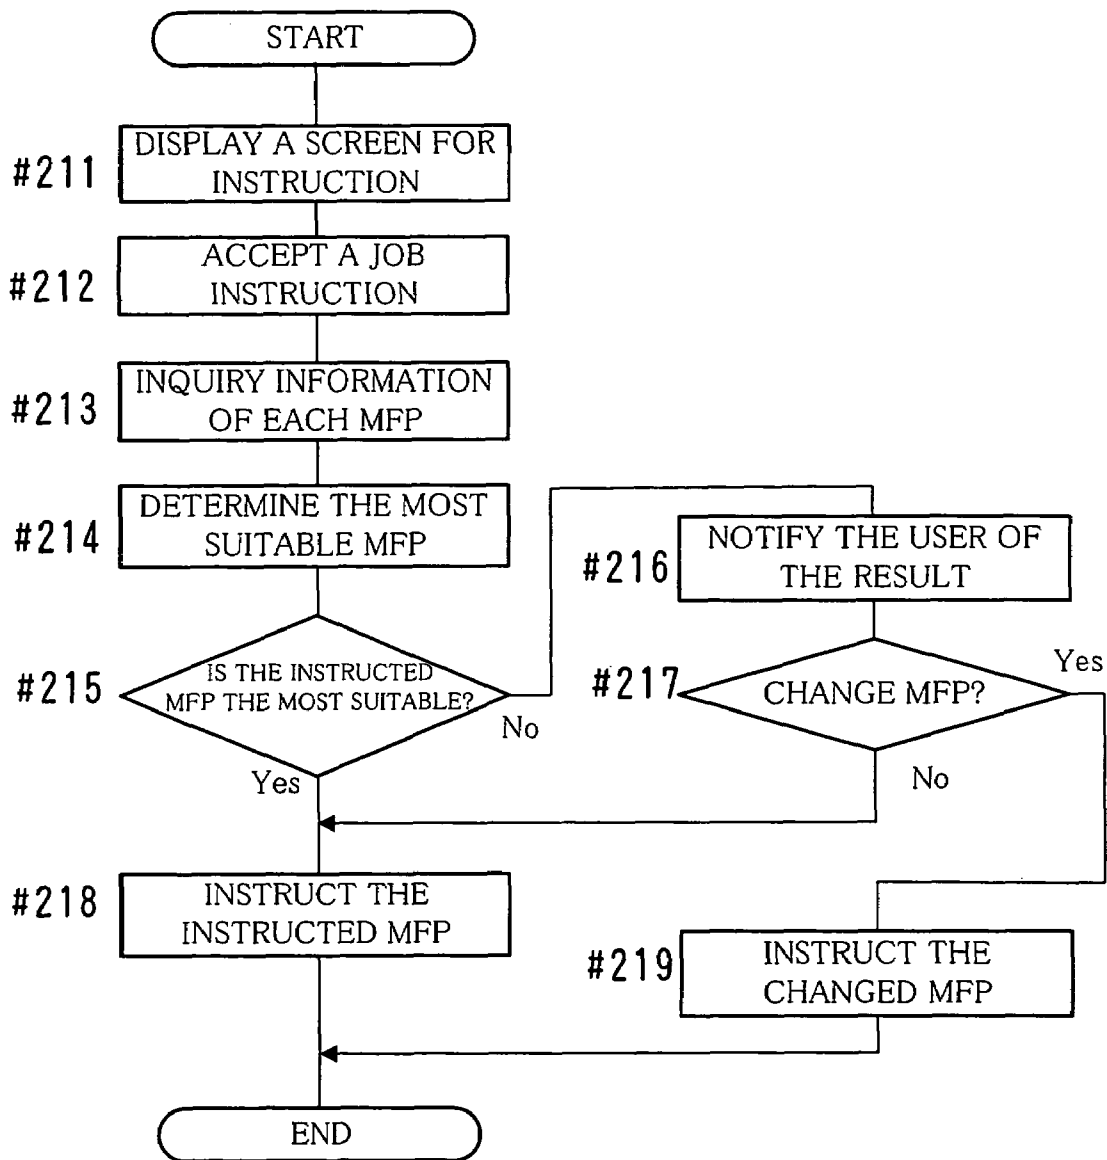 START
#211
DISPLAY A SCREEN FOR
INSTRUCTION
#212
ACCEPT A JOB
INSTRUCTION
#213
INQUIRY INFORMATION
OF EACH MFP
#214
DETERMINE THE MOST
SUITABLE MFP
#215
IS THE INSTRUCTED
MFP THE MOST SUITABLE?
No
Yes
#216
NOTIFY THE USER OF
THE RESULT
#217
CHANGE MFP?
Yes
No
#218
INSTRUCT THE
INSTRUCTED MFP
#219
INSTRUCT THE
CHANGED MFP
END